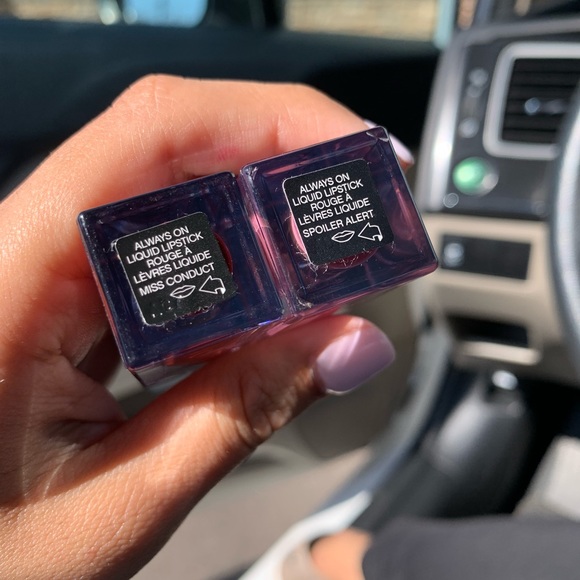 ALWAYS ON
LIQUID LIPSTICK
ROUGE À
LÈVRES LIQUIDE
MISS CONDUCT
ALWAYS ON
LIQUID LIPSTICK
ROUGE À
LÈVRES LIQUIDE
SPOILER ALERT